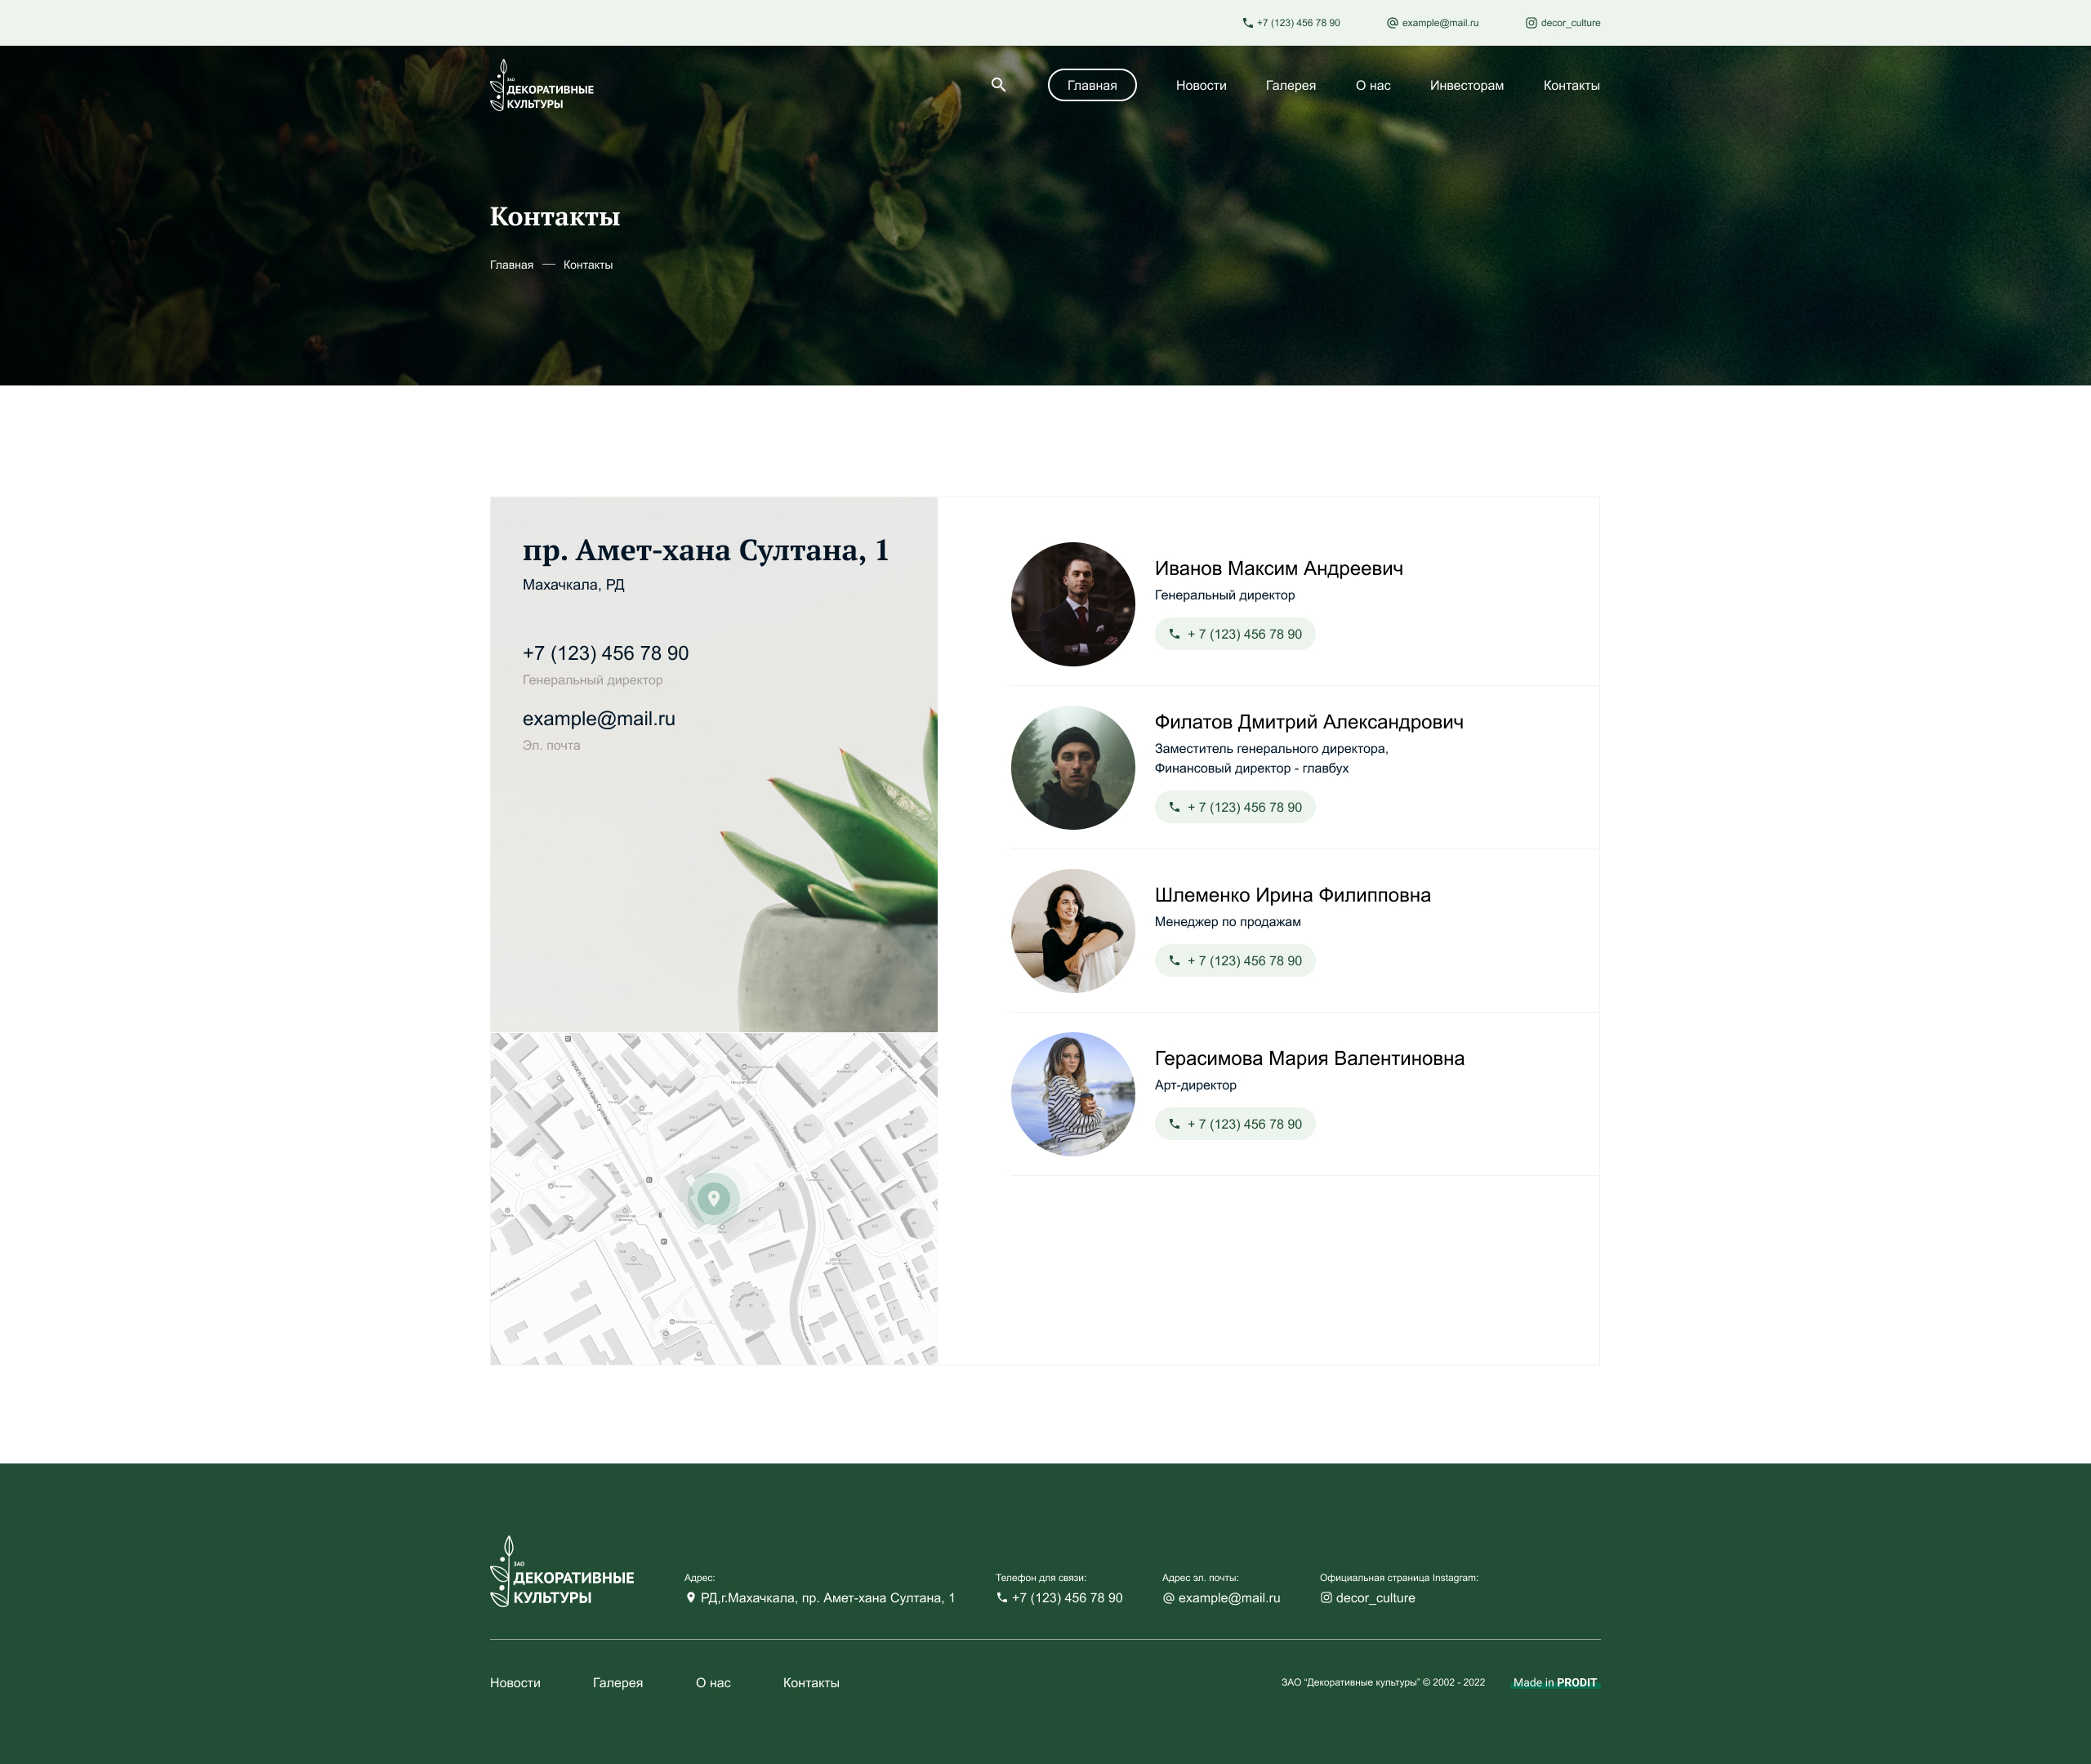 +7 (123) 456 78 90
example@mail.ru
decor_culture
ЗАО
ДЕКОРАТИВНЫЕ
КУЛЬТУРЫ
Главная
Новости
Галерея
О нас
Инвесторам
Контакты
Контакты
Главная — Контакты
пр. Амет-хана Султана, 1
Махачкала, РД
+7 (123) 456 78 90
Генеральный директор
example@mail.ru
Эл. почта
Иванов Максим Андреевич
Генеральный директор
+ 7 (123) 456 78 90
Филатов Дмитрий Александрович
Заместитель генерального директора,
Финансовый директор - главбух
+ 7 (123) 456 78 90
Шлеменко Ирина Филипповна
Менеджер по продажам
+ 7 (123) 456 78 90
Герасимова Мария Валентиновна
Арт-директор
+ 7 (123) 456 78 90
ЗАО
ДЕКОРАТИВНЫЕ
КУЛЬТУРЫ
Адрес:
РД,г.Махачкала, пр. Амет-хана Султана, 1
Телефон для связи:
+7 (123) 456 78 90
Адрес эл. почты:
example@mail.ru
Официальная страница Instagram:
decor_culture
Новости
Галерея
О нас
Контакты
ЗАО “Декоративные культуры” © 2002 - 2022
Made in PRODIT